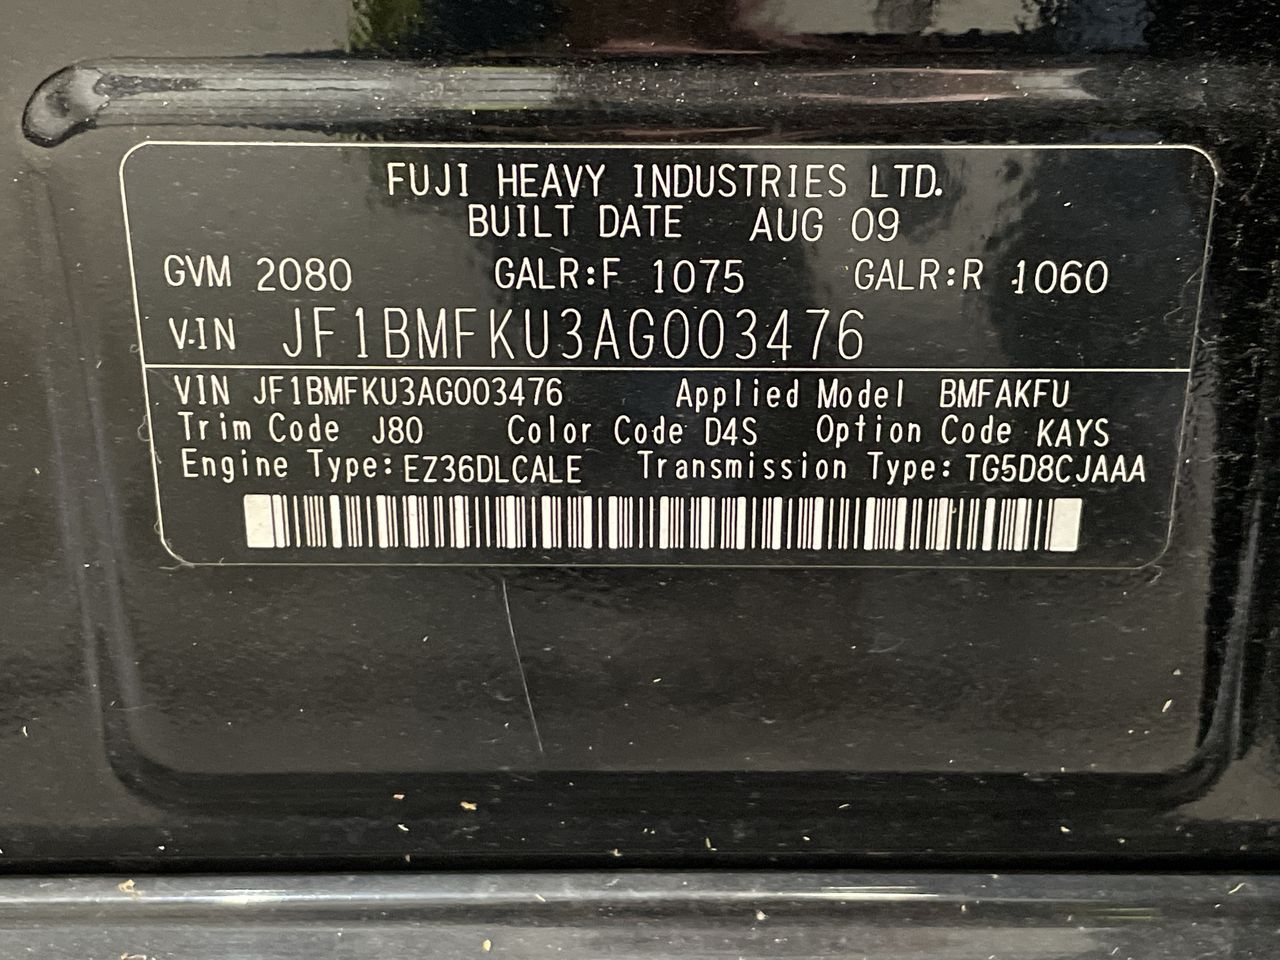 FUJI HEAVY INDUSTRIES LTD.
BUILT DATE AUG 09
GVM 2080 GALR:F 1075 GALR:R 1060
V.IN JF1BMFKU3AG003476
VIN JF1BMFKU3AG003476 Applied Model BMFAKFU
Trim Code J80 Color Code D4S Option Code KAYS
Engine Type:EZ36DLCALE Transmission Type:TG5D8CJAAA